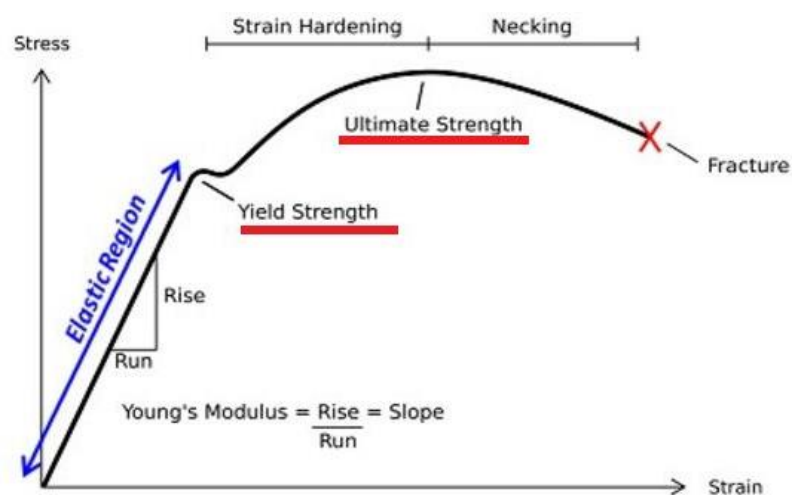 Strain Hardening
Necking
Stress
Ultimate Strength
Fracture
Yield Strength
Elastic Region
Rise
Run
Young's Modulus = Rise = Slope
Run
Strain